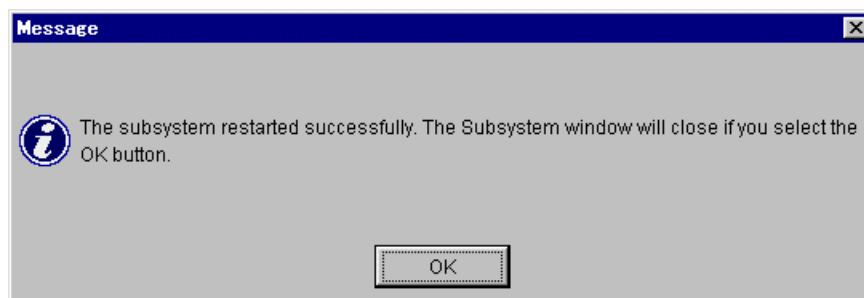 Message
The subsystem restarted successfully. The Subsystem window will close if you select the
OK button.
OK